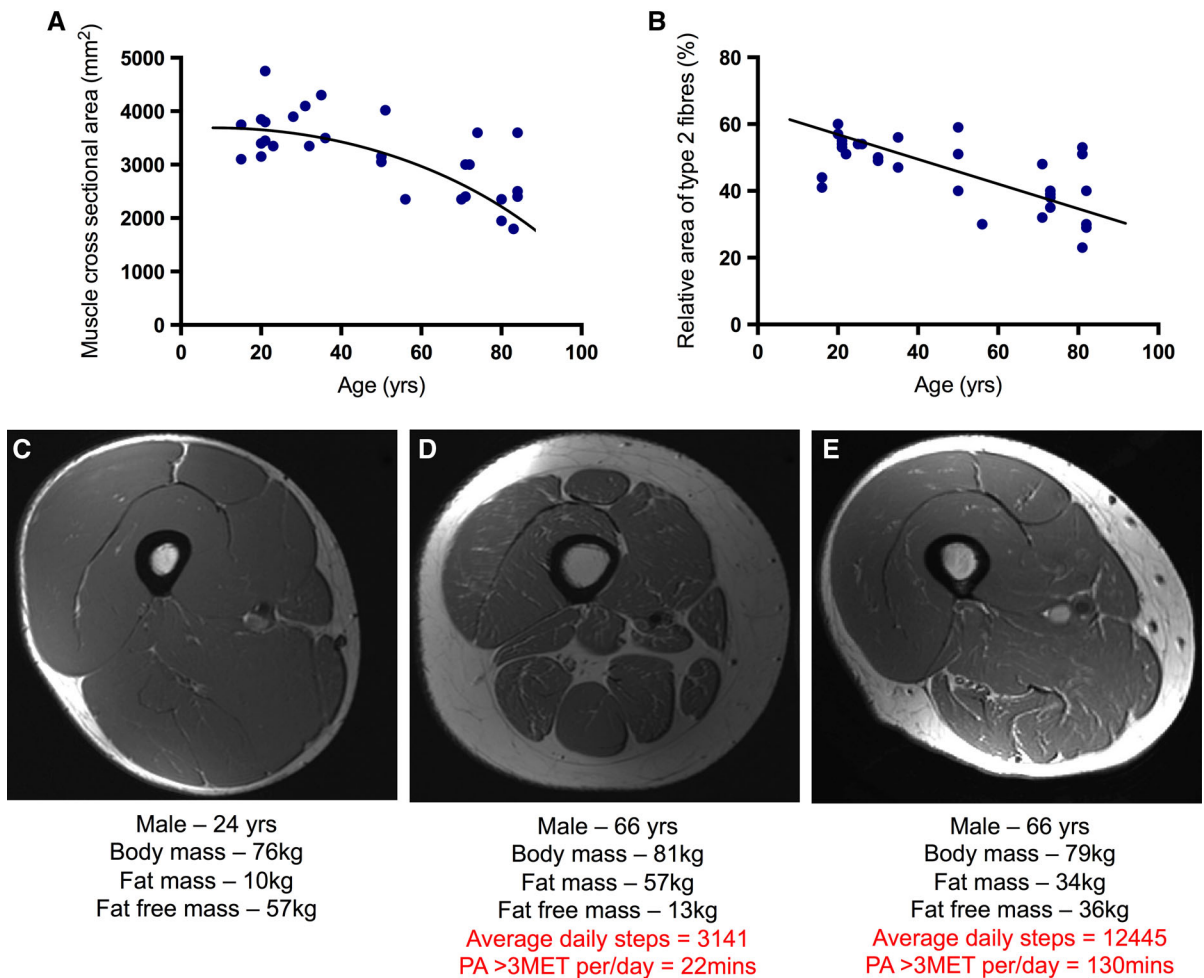 A
Muscle cross sectional area (mm²)
5000
4000
3000
2000
1000
0
0 20 40 60 80 100
Age (yrs)
B
Relative area of type 2 fibres (%)
80
60
40
20
0
0 20 40 60 80 100
Age (yrs)
C
Male – 24 yrs
Body mass – 76kg
Fat mass – 10kg
Fat free mass – 57kg
D
Male – 66 yrs
Body mass – 81kg
Fat mass – 57kg
Fat free mass – 13kg
Average daily steps = 3141
PA >3MET per/day = 22mins
E
Male – 66 yrs
Body mass – 79kg
Fat mass – 34kg
Fat free mass – 36kg
Average daily steps = 12445
PA >3MET per/day = 130mins